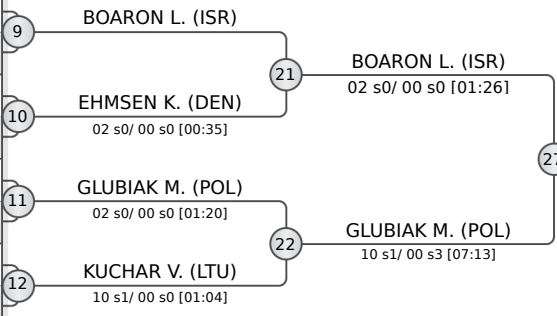 BOARON L. (ISR)
9
BOARON L. (ISR)
21
02 s0/ 00 s0 [01:26]
EHMSEN K. (DEN)
10
02 s0/ 00 s0 [00:35]
27
GLUBIAK M. (POL)
11
02 s0/ 00 s0 [01:20]
GLUBIAK M. (POL)
22
10 s1/ 00 s3 [07:13]
KUCHAR V. (LTU)
12
10 s1/ 00 s0 [01:04]